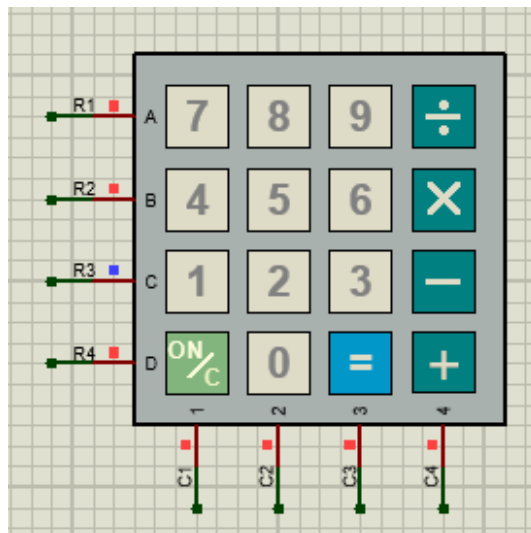 R1 A 7 8 9 ÷
R2 B 4 5 6 ×
R3 C 1 2 3 −
R4 D ON/C 0 = +
1 2 3 4
C1 C2 C3 C4